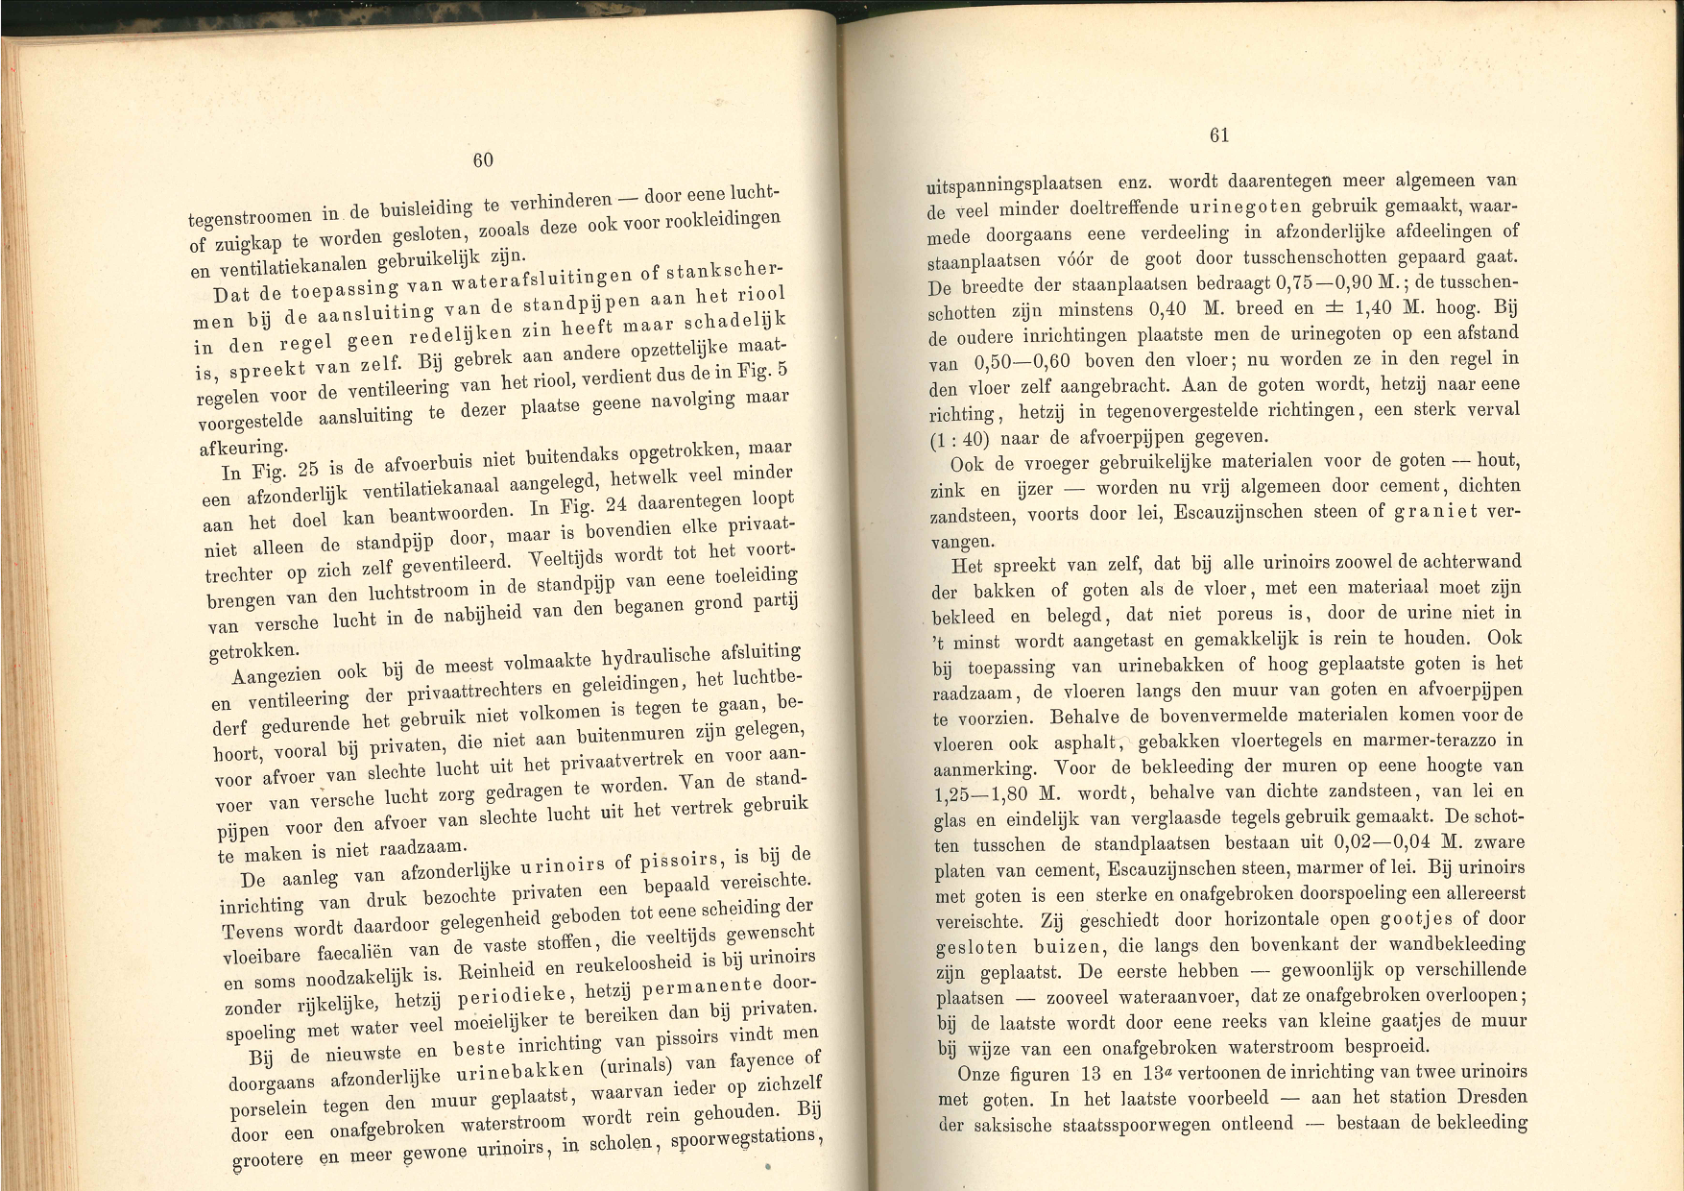 60
tegenstroomen in de buisleiding te verhinderen — door eene lucht-
of zuigkap te worden gesloten, zooals deze ook voor rookleidingen
en ventilatiekanalen gebruikelijk zijn.
Dat de toepassing van waterafsluitingen of stankscher-
men bij de aansluiting van de standpijpen aan het riool
in den regel geen redelijken zin heeft maar schadelijk
is, spreekt van zelf. Bij gebrek aan andere opzettelijke maat-
regelen voor de ventileering van het riool, verdient dus de in Fig. 5
voorgestelde aansluiting te dezer plaatse geene navolging maar
afkeuring.
In Fig. 25 is de afvoerbuis niet buitendaks opgetrokken, maar
een afzonderlijk ventilatiekanaal aangelegd, hetwelk veel minder
aan het doel kan beantwoorden. In Fig. 24 daarentegen loopt
niet alleen de standpijp door, maar is bovendien elke privaat-
trechter op zich zelf geventileerd. Veeltijds wordt tot het voort-
brengen van den luchtstroom in de standpijp van eene toeleiding
van versche lucht in de nabijheid van den beganen grond partij
getrokken.
Aangezien ook bij de meest volmaakte hydraulische afsluiting
en ventileering der privaattrechters en geleidingen, het luchtbe-
derf gedurende het gebruik niet volkomen is tegen te gaan, be-
hoort, vooral bij privaten, die niet aan buitenmuren zijn gelegen,
voor afvoer van slechte lucht uit het privaatvertrek en voor aan-
voer van versche lucht zorg gedragen te worden. Van de stand-
pijpen voor den afvoer van slechte lucht uit het vertrek gebruik
te maken is niet raadzaam.
De aanleg van afzonderlijke urinoirs of pissoirs, is bij de
inrichting van druk bezochte privaten een bepaald vereischte.
Tevens wordt daardoor gelegenheid geboden tot eene scheiding der
vloeibare faecaliën van de vaste stoffen, die veeltijds gewenscht
en soms noodzakelijk is. Reinheid en reukeloosheid is bij urinoirs
zonder rijkelijke, hetzij periodieke, hetzij permanente door-
spoeling met water veel moeielijker te bereiken dan bij privaten.
Bij de nieuwste en beste inrichting van pissoirs vindt men
doorgaans afzonderlijke urinebakken (urinals) van fayence of
porselein tegen den muur geplaatst, waarvan ieder op zichzelf
door een onafgebroken waterstroom wordt rein gehouden. Bij
grootere en meer gewone urinoirs, in scholen, spoorwegstations,
61
uitspanningsplaatsen enz. wordt daarentegen meer algemeen van
de veel minder doeltreffende urinegoten gebruik gemaakt, waar-
mede doorgaans eene verdeeling in afzonderlijke afdeelingen of
staanplaatsen vóór de goot door tusschenschotten gepaard gaat.
De breedte der staanplaatsen bedraagt 0,75—0,90 M.; de tusschen-
schotten zijn minstens 0,40 M. breed en ± 1,40 M. hoog. Bij
de oudere inrichtingen plaatste men de urinegoten op een afstand
van 0,50—0,60 boven den vloer; nu worden ze in den regel in
den vloer zelf aangebracht. Aan de goten wordt, hetzij naar eene
richting, hetzij in tegenovergestelde richtingen, een sterk verval
(1 : 40) naar de afvoerpijpen gegeven.
Ook de vroeger gebruikelijke materialen voor de goten — hout,
zink en ijzer — worden nu vrij algemeen door cement, dichten
zandsteen, voorts door lei, Escauzijnschen steen of graniet ver-
vangen.
Het spreekt van zelf, dat bij alle urinoirs zoowel de achterwand
der bakken of goten als de vloer, met een materiaal moet zijn
bekleed en belegd, dat niet poreus is, door de urine niet in
't minst wordt aangetast en gemakkelijk is rein te houden. Ook
bij toepassing van urinebakken of hoog geplaatste goten is het
raadzaam, de vloeren langs den muur van goten en afvoerpijpen
te voorzien. Behalve de bovenvermelde materialen komen voor de
vloeren ook asphalt, gebakken vloertegels en marmer-terazzo in
aanmerking. Voor de bekleeding der muren op eene hoogte van
1,25—1,80 M. wordt, behalve van dichte zandsteen, van lei en
glas en eindelijk van verglaasde tegels gebruik gemaakt. De schot-
ten tusschen de standplaatsen bestaan uit 0,02—0,04 M. zware
platen van cement, Escauzijnschen steen, marmer of lei. Bij urinoirs
met goten is een sterke en onafgebroken doorspoeling een allereerst
vereischte. Zij geschiedt door horizontale open gootjes of door
gesloten buizen, die langs den bovenkant der wandbekleeding
zijn geplaatst. De eerste hebben — gewoonlijk op verschillende
plaatsen — zooveel wateraanvoer, dat ze onafgebroken overloopen;
bij de laatste wordt door eene reeks van kleine gaatjes de muur
bij wijze van een onafgebroken waterstroom besproeid.
Onze figuren 13 en 13a vertoonen de inrichting van twee urinoirs
met goten. In het laatste voorbeeld — aan het station Dresden
der saksische staatsspoorwegen ontleend — bestaan de bekleeding